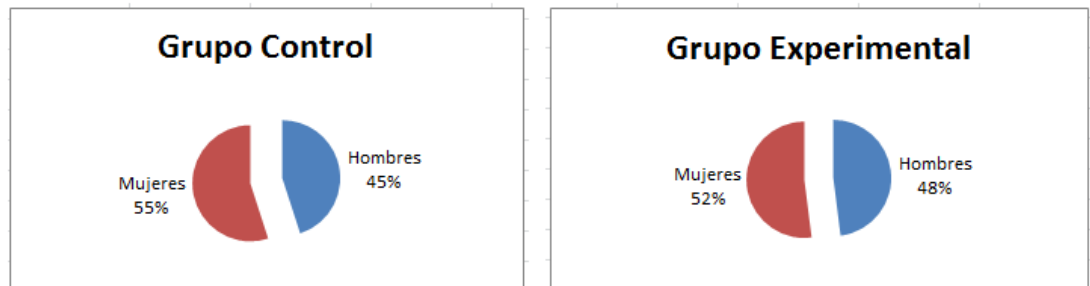 Grupo Control
Mujeres
55%
Hombres
45%
Grupo Experimental
Mujeres
52%
Hombres
48%